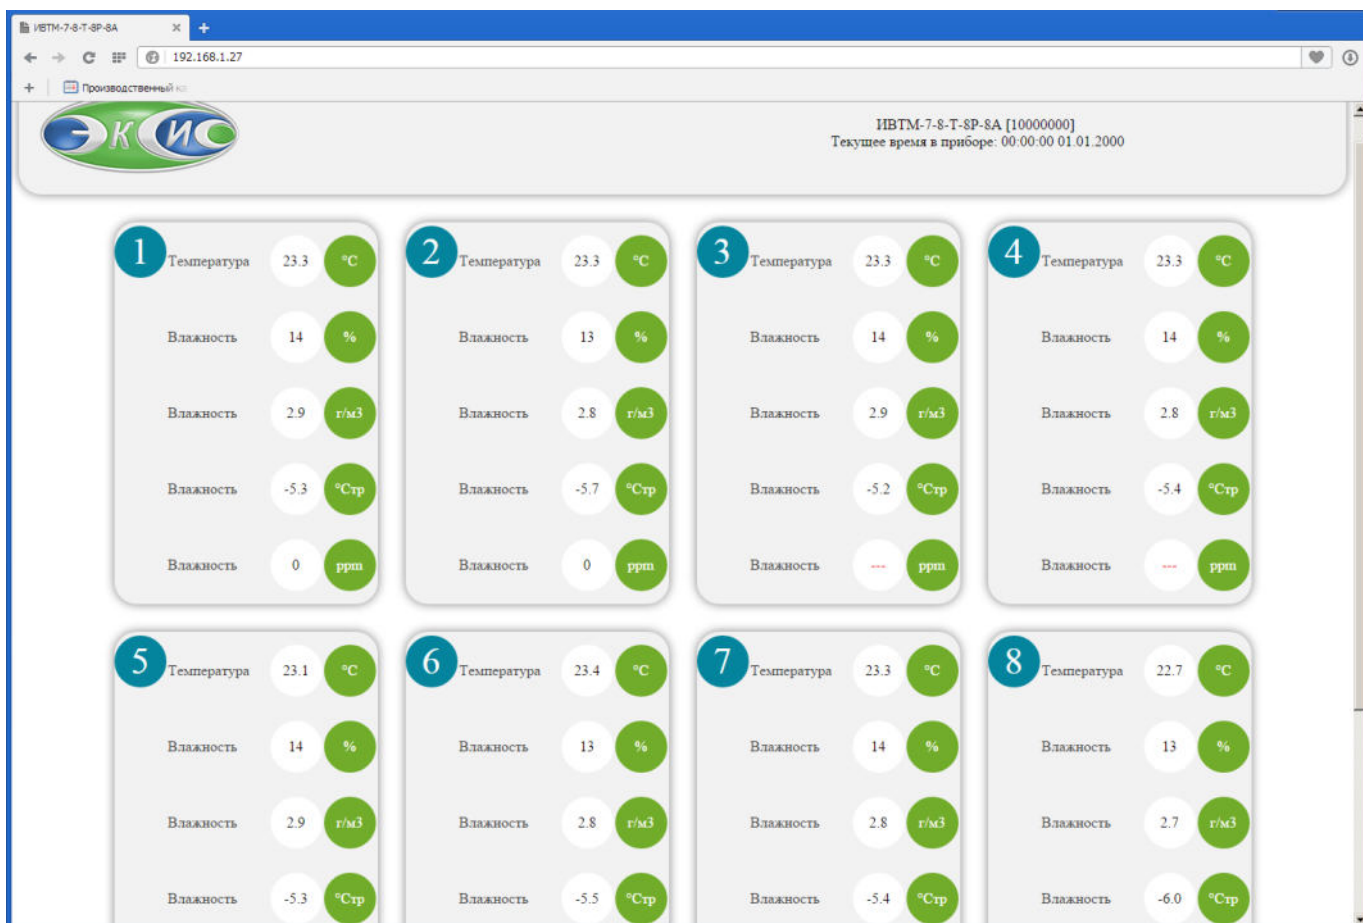 ИВТМ-7-8-Т-8Р-8А
192.168.1.27
Производственный
ЭКСИС
ИВТМ-7-8-Т-8Р-8А [10000000]
Текущее время в приборе: 00:00:00 01.01.2000
1 Температура 23.3 °С
Влажность 14 %
Влажность 2.9 г/м3
Влажность -5.3 °Стр
Влажность 0 ppm
2 Температура 23.3 °С
Влажность 13 %
Влажность 2.8 г/м3
Влажность -5.7 °Стр
Влажность 0 ppm
3 Температура 23.3 °С
Влажность 14 %
Влажность 2.9 г/м3
Влажность -5.2 °Стр
Влажность --- ppm
4 Температура 23.3 °С
Влажность 14 %
Влажность 2.8 г/м3
Влажность -5.4 °Стр
Влажность --- ppm
5 Температура 23.1 °С
Влажность 14 %
Влажность 2.9 г/м3
Влажность -5.3 °Стр
6 Температура 23.4 °С
Влажность 13 %
Влажность 2.8 г/м3
Влажность -5.5 °Стр
7 Температура 23.3 °С
Влажность 14 %
Влажность 2.8 г/м3
Влажность -5.4 °Стр
8 Температура 22.7 °С
Влажность 13 %
Влажность 2.7 г/м3
Влажность -6.0 °Стр